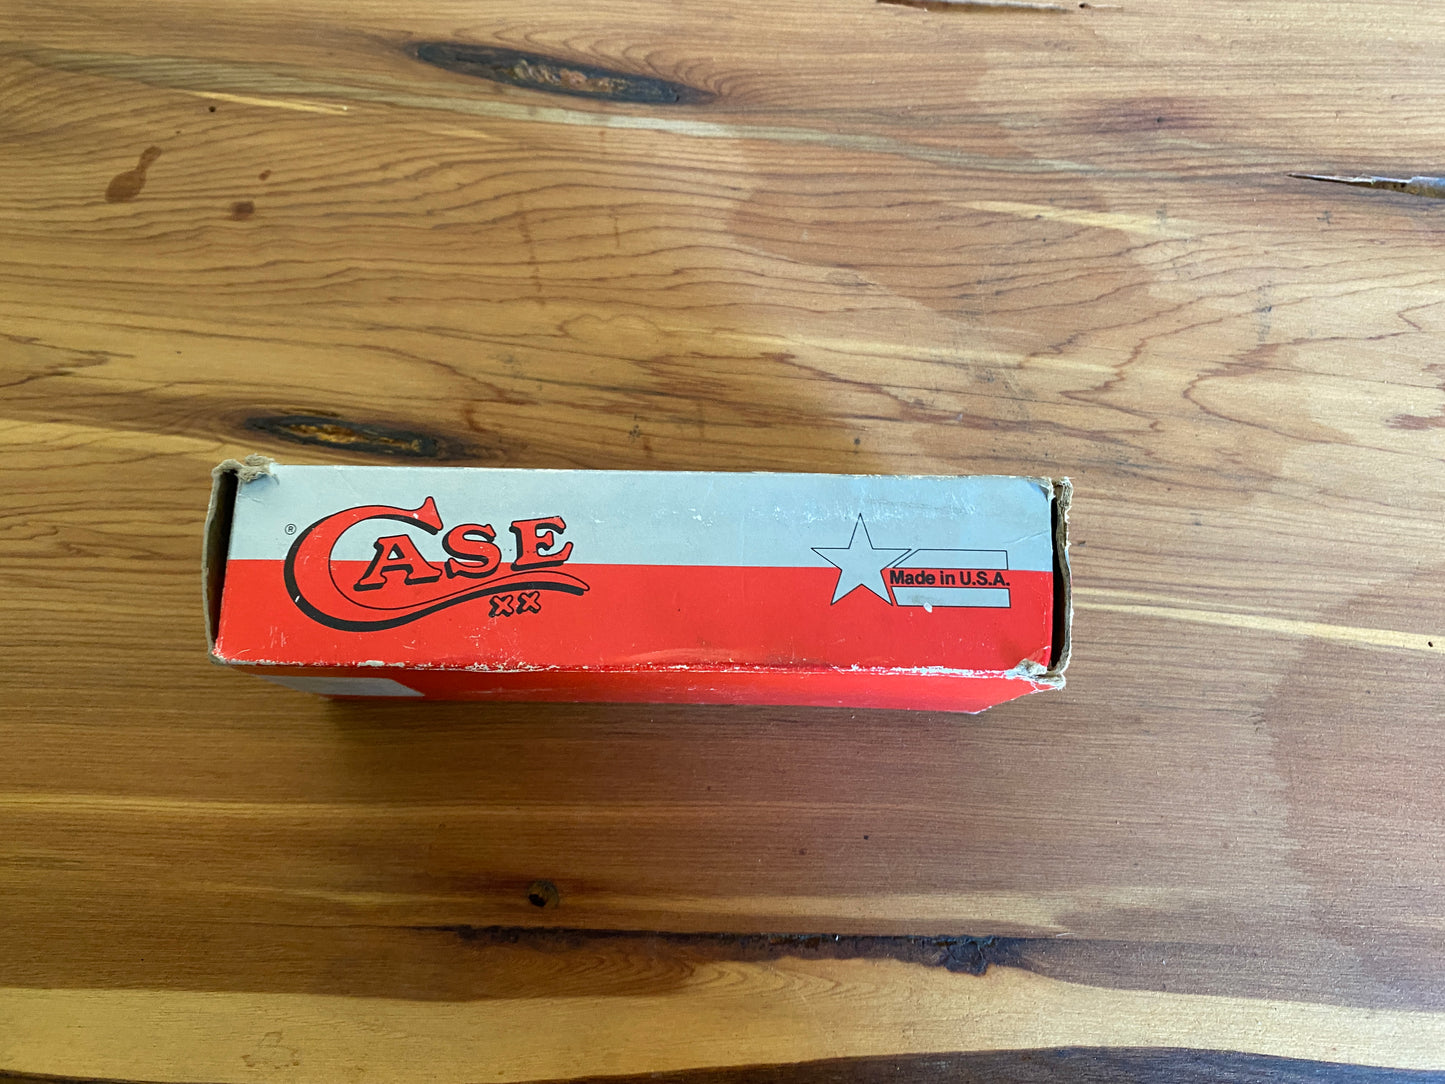 ® CASE
XX
Made in U.S.A.